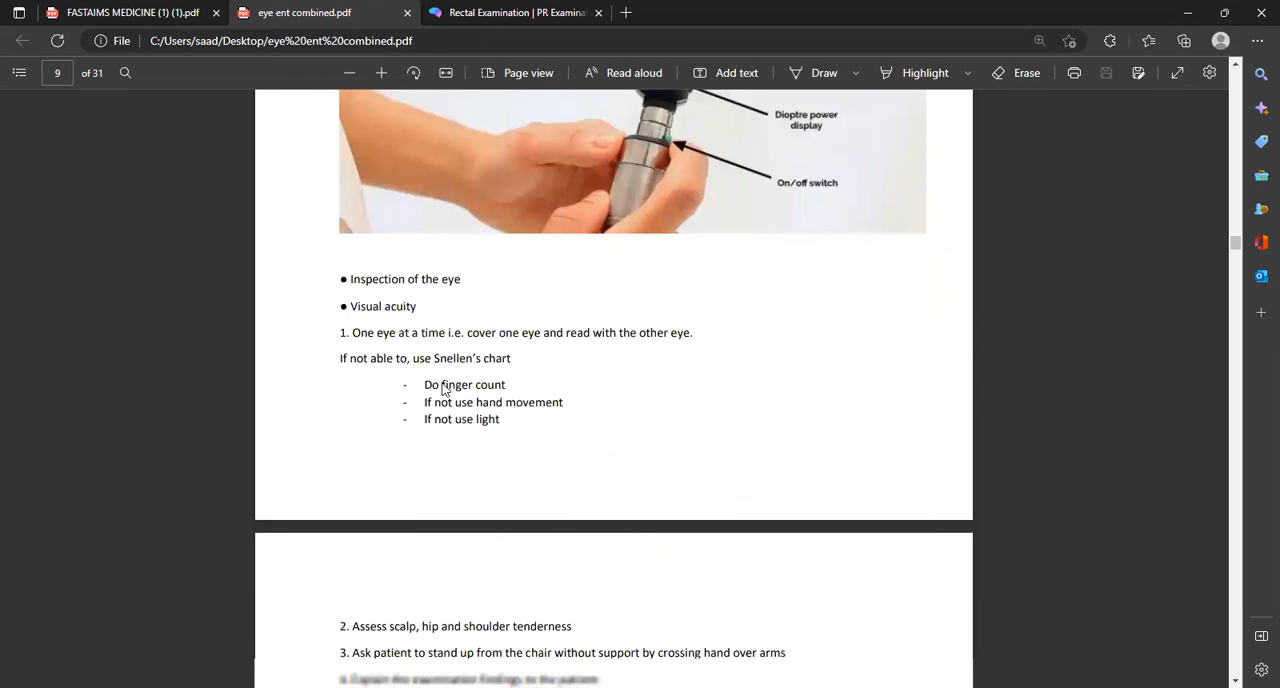 FASTAIMS MEDICINE (1) (1).pdf
eye ent combined.pdf
Rectal Examination | PR Examina
File
C:/Users/saad/Desktop/eye%20ent%20combined.pdf
9
of 31
Page view
Read aloud
Add text
Draw
Highlight
Erase
Dioptre power
display
On/off switch
● Inspection of the eye
● Visual acuity
1. One eye at a time i.e. cover one eye and read with the other eye.
If not able to, use Snellen's chart
- Do finger count
- If not use hand movement
- If not use light
2. Assess scalp, hip and shoulder tenderness
3. Ask patient to stand up from the chair without support by crossing hand over arms